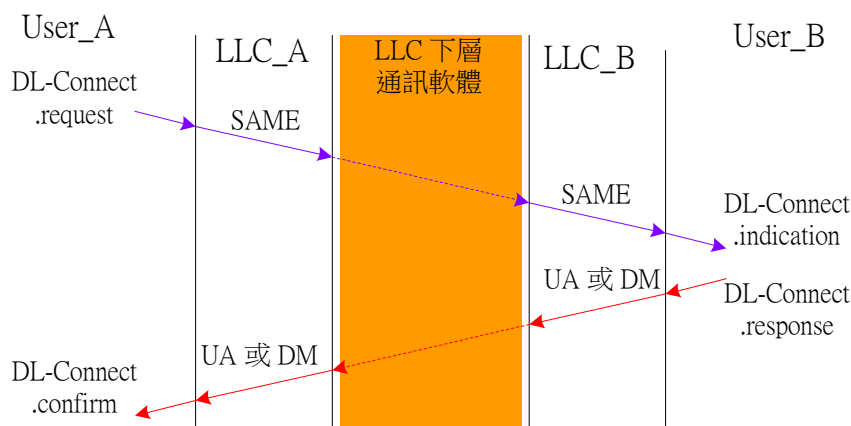 User_A
LLC_A
LLC 下層
通訊軟體
LLC_B
User_B
DL-Connect
.request
SAME
SAME
DL-Connect
.indication
UA 或 DM
DL-Connect
.response
UA 或 DM
DL-Connect
.confirm